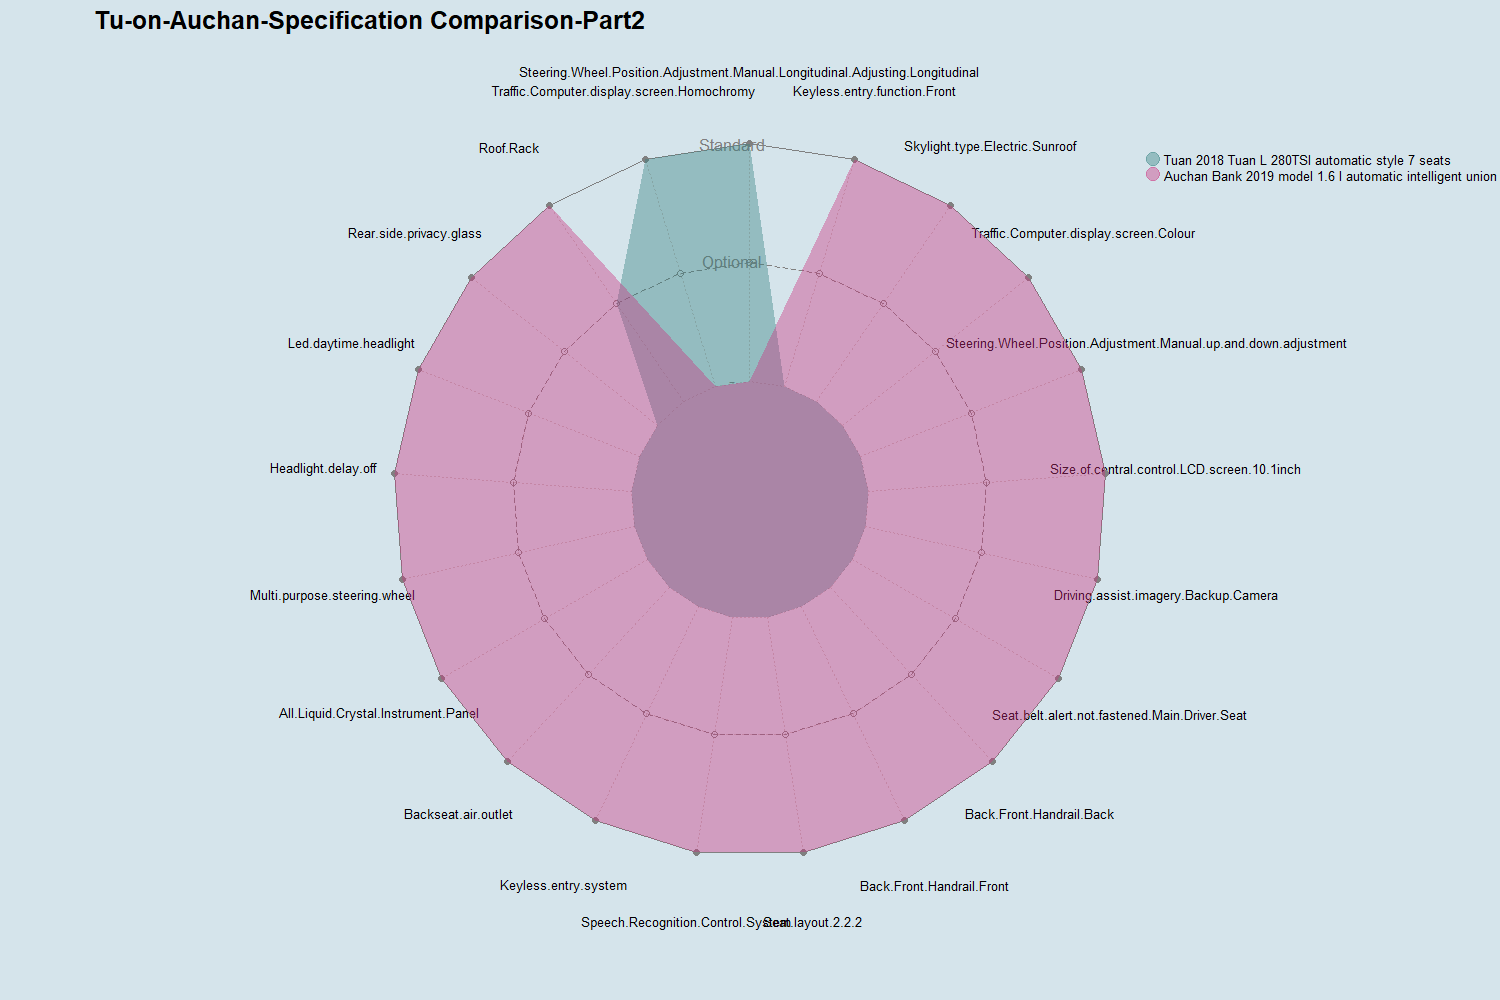 Tu-on-Auchan-Specification Comparison-Part2
Steering.Wheel.Position.Adjustment.Manual.Longitudinal.Adjusting.Longitudinal
Traffic.Computer.display.screen.Homochromy
Keyless.entry.function.Front
Roof.Rack
Standard
Skylight.type.Electric.Sunroof
Tuan 2018 Tuan L 280TSI automatic style 7 seats
Auchan Bank 2019 model 1.6 l automatic intelligent union
Rear.side.privacy.glass
Traffic.Computer.display.screen.Colour
Optional
Led.daytime.headlight
Steering.Wheel.Position.Adjustment.Manual.up.and.down.adjustment
Headlight.delay.off
Size.of.central.control.LCD.screen.10.1inch
Multi.purpose.steering.wheel
Driving.assist.imagery.Backup.Camera
All.Liquid.Crystal.Instrument.Panel
Seat.belt.alert.not.fastened.Main.Driver.Seat
Backseat.air.outlet
Back.Front.Handrail.Back
Keyless.entry.system
Back.Front.Handrail.Front
Speech.Recognition.Control.System
Seat.layout.2.2.2